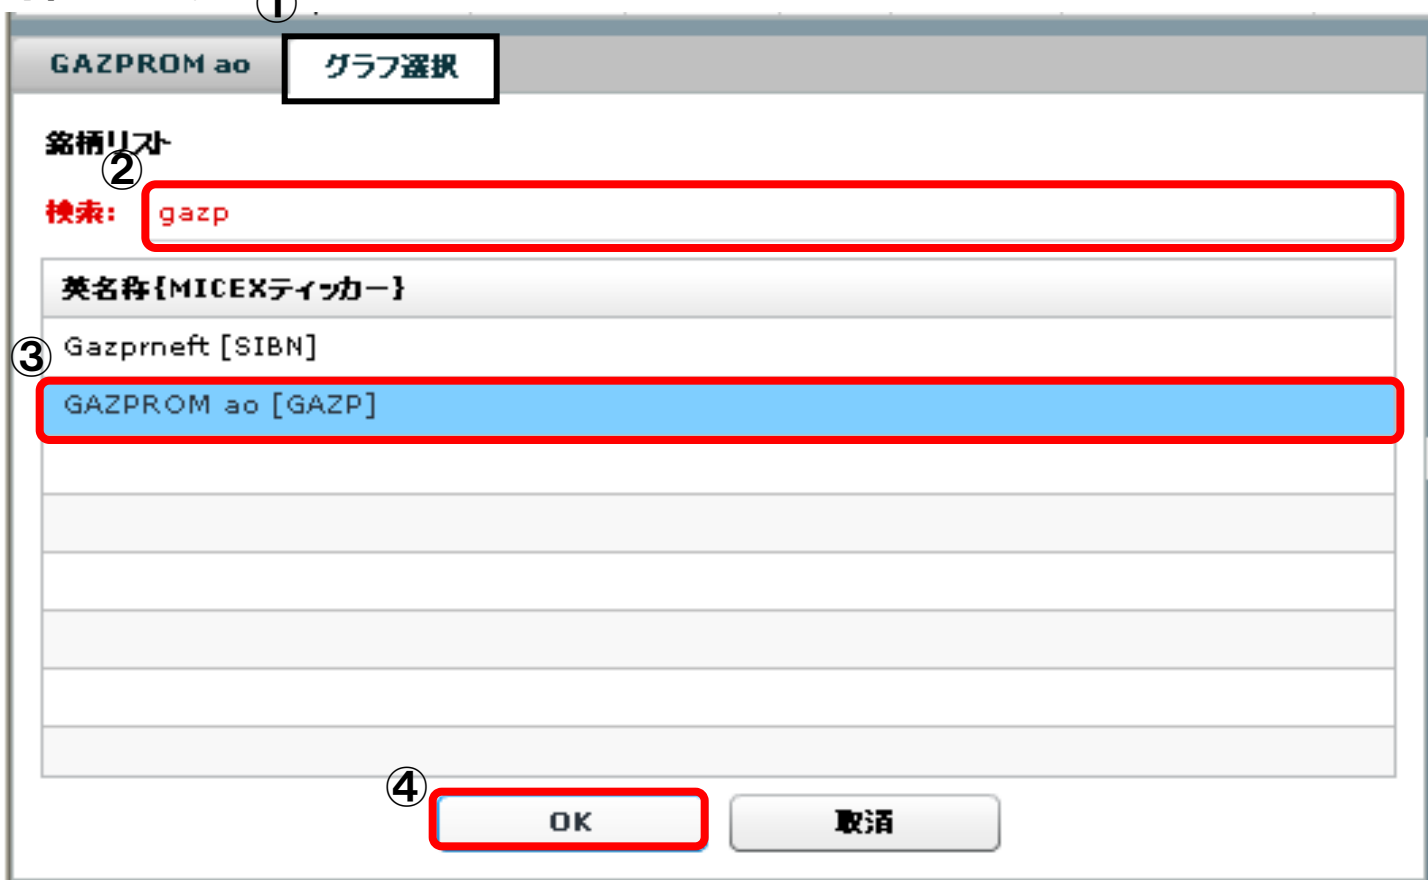 ①
GAZPROM ao グラフ選択
銘柄リスト
②
検索: gazp
英名称{MICEXティッカー}
③ Gazprneft [SIBN]
GAZPROM ao [GAZP]
④
OK 取消